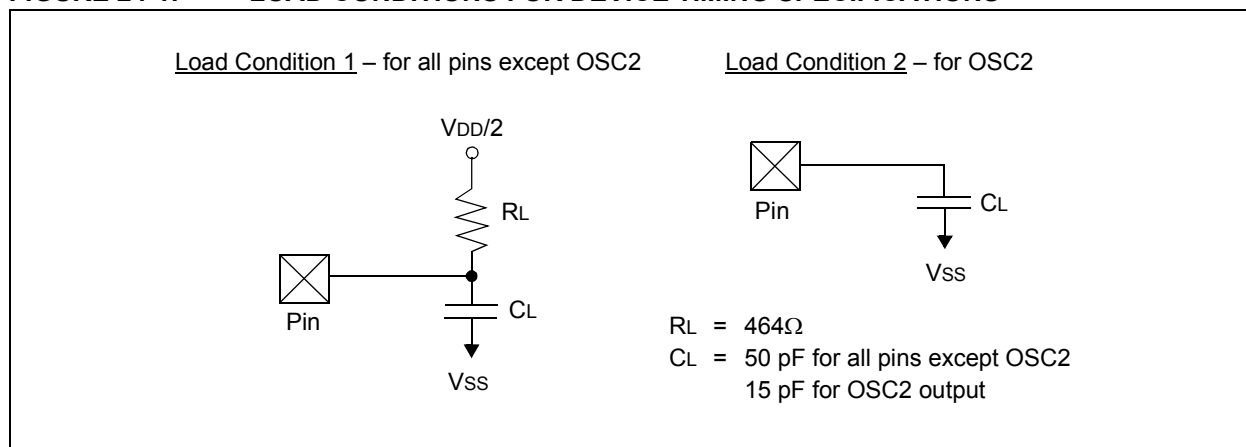 Load Condition 1 – for all pins except OSC2
Load Condition 2 – for OSC2
VDD/2
RL
Pin
CL
VSS
Pin
CL
VSS
RL = 464Ω
CL = 50 pF for all pins except OSC2
15 pF for OSC2 output